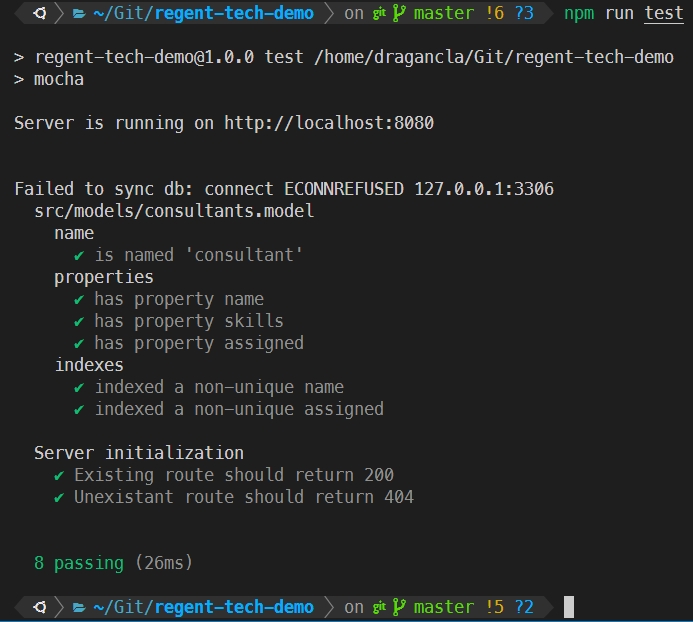 ~/Git/regent-tech-demo on git master !6 ?3 npm run test
> regent-tech-demo@1.0.0 test /home/dragancla/Git/regent-tech-demo
> mocha
Server is running on http://localhost:8080
Failed to sync db: connect ECONNREFUSED 127.0.0.1:3306
src/models/consultants.model
name
✔ is named 'consultant'
properties
✔ has property name
✔ has property skills
✔ has property assigned
indexes
✔ indexed a non-unique name
✔ indexed a non-unique assigned
Server initialization
✔ Existing route should return 200
✔ Unexistant route should return 404
8 passing (26ms)
~/Git/regent-tech-demo on git master !5 ?2